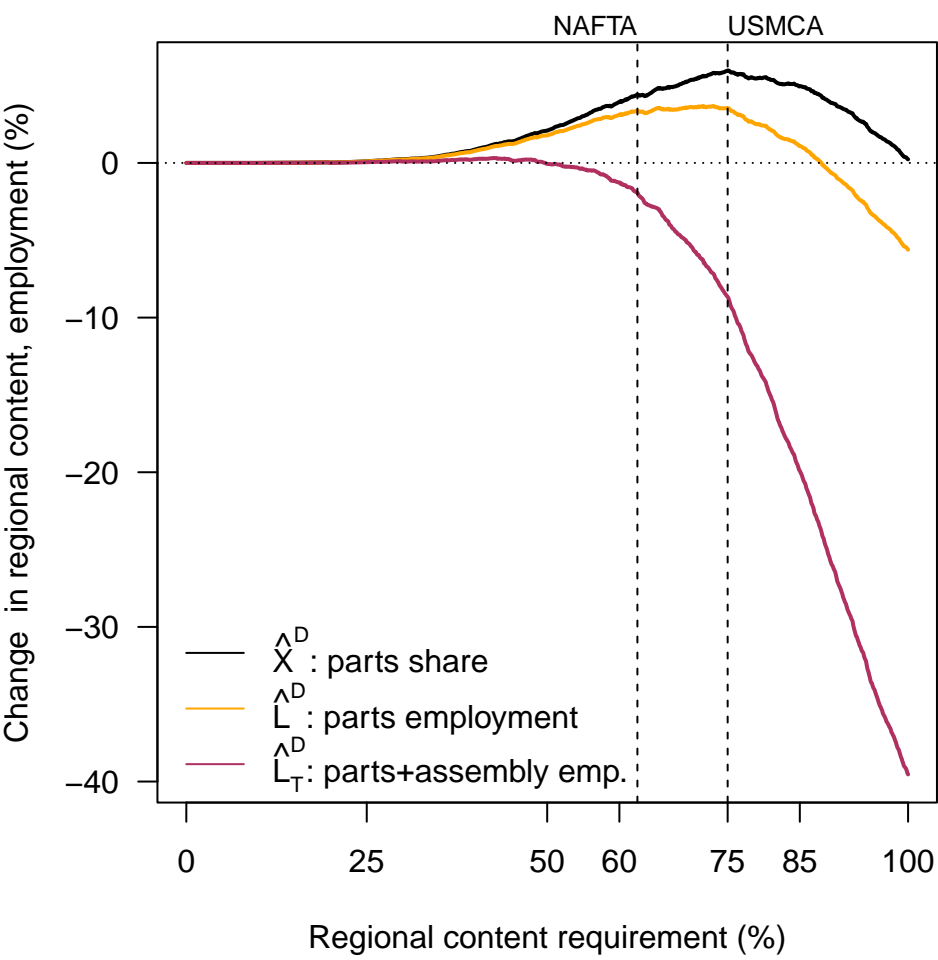 NAFTA USMCA
Change in regional content, employment (%)
0
−10
−20
−30
−40
X̂ᴰ: parts share
L̂ᴰ: parts employment
L̂ᴰ_T: parts+assembly emp.
0 25 50 60 75 85 100
Regional content requirement (%)